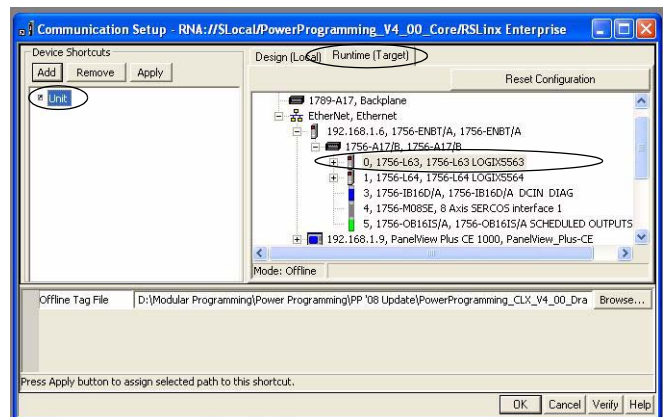 Communication Setup - RNA://$Local/PowerProgramming_V4_00_Core/RSLinx Enterprise
Device Shortcuts
Add Remove Apply
Unit
Design (Local) Runtime (Target)
Reset Configuration
1789-A17, Backplane
EtherNet, Ethernet
192.168.1.6, 1756-ENBT/A, 1756-ENBT/A
1756-A17/B, 1756-A17/B
0, 1756-L63, 1756-L63 LOGIX5563
1, 1756-L64, 1756-L64 LOGIX5564
3, 1756-IB16D/A, 1756-IB16D/A DCIN DIAG
4, 1756-M08SE, 8 Axis SERCOS interface 1
5, 1756-OB16IS/A, 1756-OB16IS/A SCHEDULED OUTPUTS
192.168.1.9, PanelView Plus CE 1000, PanelView_Plus-CE
Mode: Offline
Offline Tag File D:\Modular Programming\Power Programming\PP '08 Update\PowerProgramming_CLX_V4_00_Dra Browse...
Press Apply button to assign selected path to this shortcut.
OK Cancel Verify Help